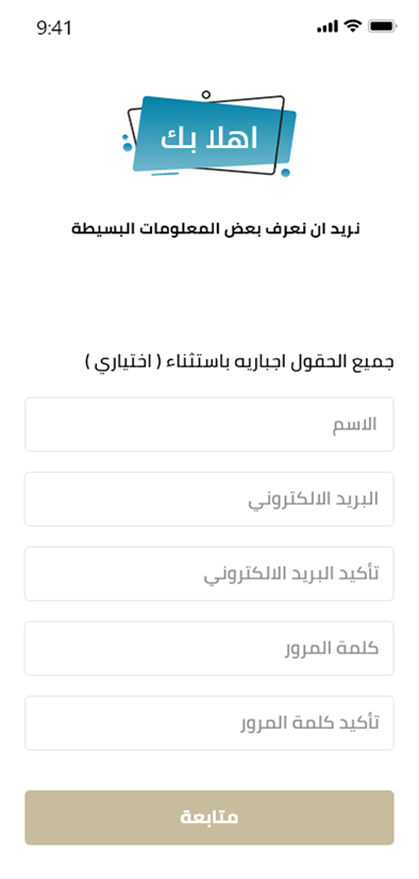 9:41
اهلا بك
نريد ان نعرف بعض المعلومات البسيطة
جميع الحقول اجباريه باستثناء ( اختياري )
الاسم
البريد الالكتروني
تأكيد البريد الالكتروني
كلمة المرور
تأكيد كلمة المرور
متابعة